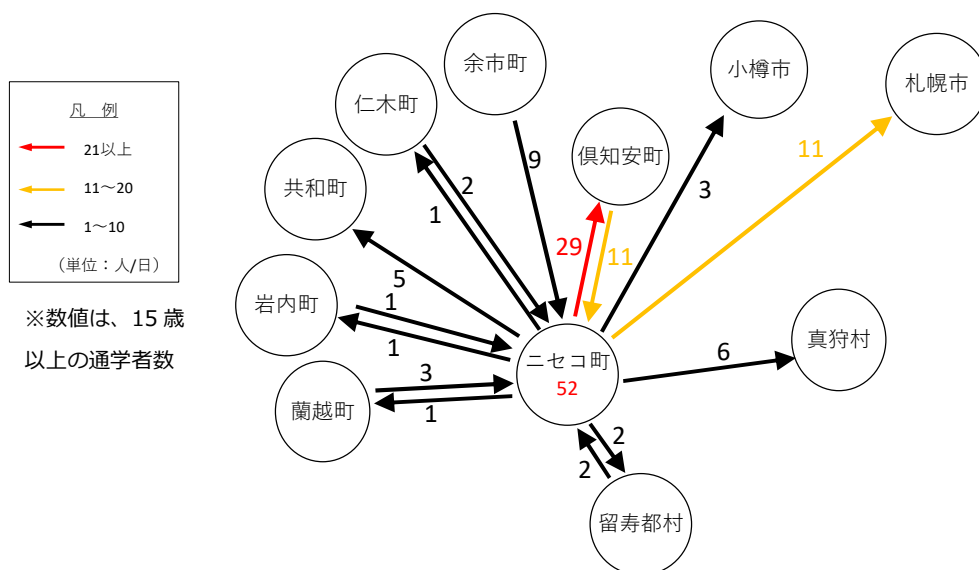 凡 例
21以上
11～20
1～10
（単位：人/日）
※数値は、15 歳
以上の通学者数
余市町
小樽市
札幌市
仁木町
倶知安町
共和町
岩内町
蘭越町
ニセコ町
52
真狩村
留寿都村
9
2
1
3
11
29
11
5
1
1
6
3
1
2
2